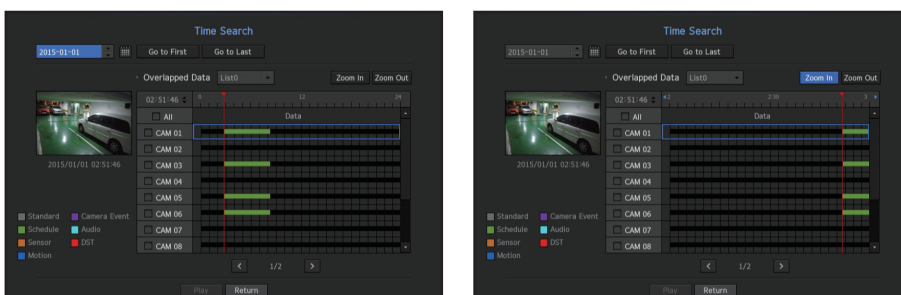 Time Search
2015-01-01 Go to First Go to Last
Overlapped Data List0 Zoom In Zoom Out
02:51:46 0 12 24
All Data
CAM 01
CAM 02
CAM 03
CAM 04
CAM 05
CAM 06
CAM 07
CAM 08
2015/01/01 02:51:46
Standard Camera Event
Schedule Audio
Sensor DST
Motion
< 1/2 >
Play Return
Time Search
2015-01-01 Go to First Go to Last
Overlapped Data List0 Zoom In Zoom Out
02:51:46 2 2:30 3
All Data
CAM 01
CAM 02
CAM 03
CAM 04
CAM 05
CAM 06
CAM 07
CAM 08
2015/01/01 02:51:46
Standard Camera Event
Schedule Audio
Sensor DST
Motion
< 1/2 >
Play Return